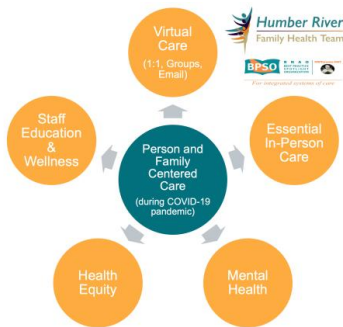 Virtual
Care
(1:1, Groups,
Email)
Humber River
Family Health Team
BPSO
For integrated systems of care
Staff
Education &
Wellness
Essential
In-Person
Care
Person and
Family
Centered
Care
(during COVID-19
pandemic)
Health
Equity
Mental
Health